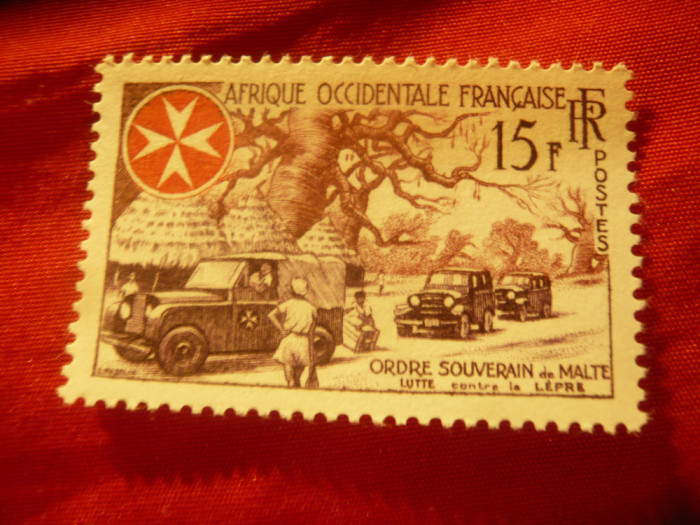 AFRIQUE OCCIDENTALE FRANÇAISE
RF
15F
POSTES
ORDRE SOUVERAIN de MALTE
LUTTE contre la LÈPRE